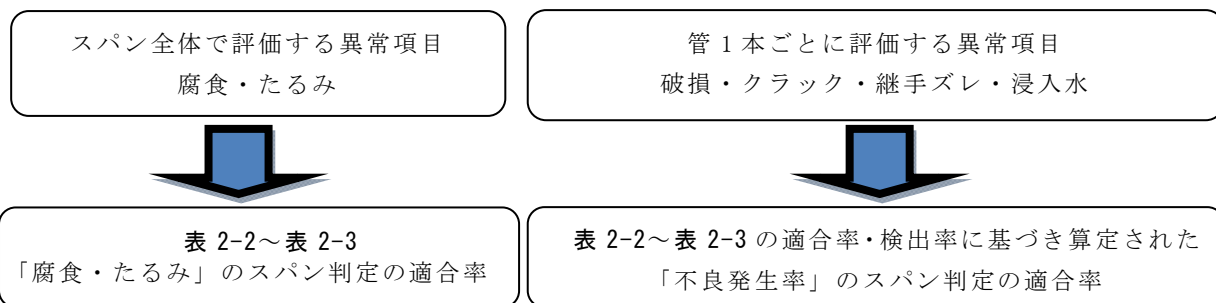 スパン全体で評価する異常項目
腐食・たるみ
管1本ごとに評価する異常項目
破損・クラック・継手ズレ・浸入水
表 2-2～表 2-3
「腐食・たるみ」のスパン判定の適合率
表 2-2～表 2-3 の適合率・検出率に基づき算定された
「不良発生率」のスパン判定の適合率